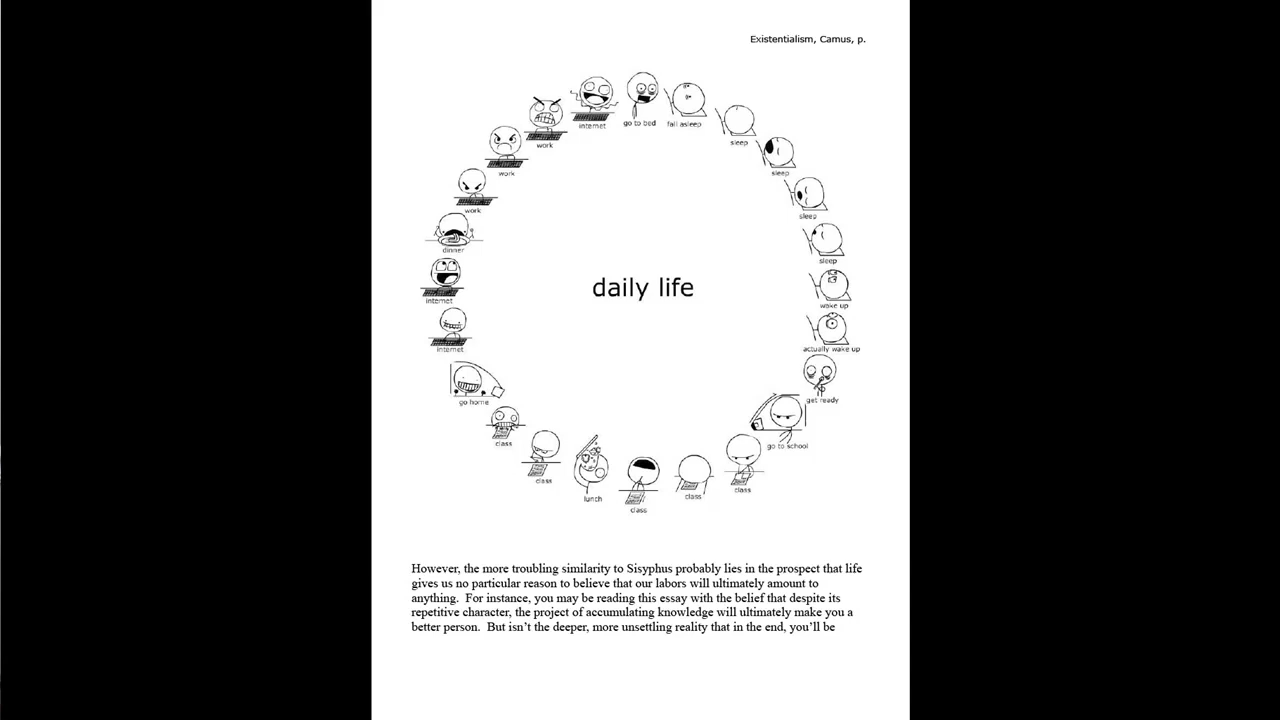 Existentialism, Camus, p.
internet
go to bed
fall asleep
sleep
sleep
sleep
sleep
wake up
actually wake up
get ready
go to school
class
class
class
lunch
class
class
go home
internet
internet
dinner
work
work
work
daily life
However, the more troubling similarity to Sisyphus probably lies in the prospect that life
gives us no particular reason to believe that our labors will ultimately amount to
anything.  For instance, you may be reading this essay with the belief that despite its
repetitive character, the project of accumulating knowledge will ultimately make you a
better person.  But isn’t the deeper, more unsettling reality that in the end, you’ll be